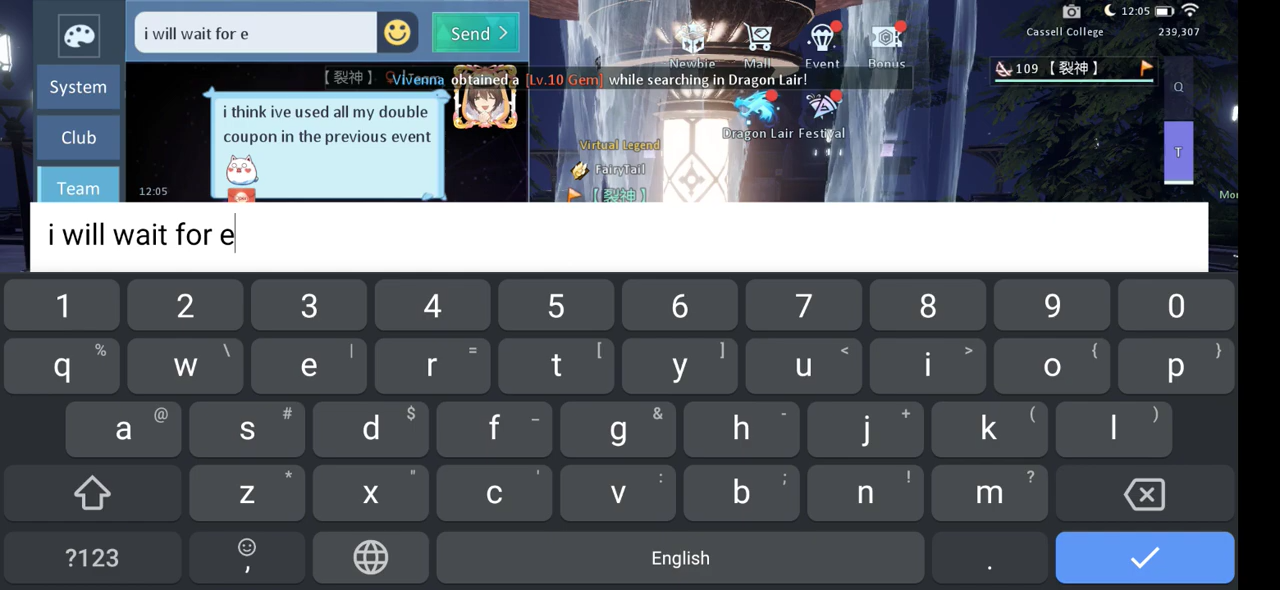 i will wait for e
Send >
12:05
Cassell College
239,307
System
Club
Team
【裂神】 Vivenna obtained a [Lv.10 Gem] while searching in Dragon Lair!
i think ive used all my double
coupon in the previous event
12:05
Newbie
Mall
Event
Bonus
Dragon Lair
Festival
Virtual Legend
FairyTail
【裂神】
109 【裂神】
Q
T
i will wait for e
1 2 3 4 5 6 7 8 9 0
q % w \ e | r = t [ y ] u < i > o { p }
a @ s # d $ f _ g & h - j + k ( l )
z * x " c ' v : b ; n ! m ?
?123 , English .